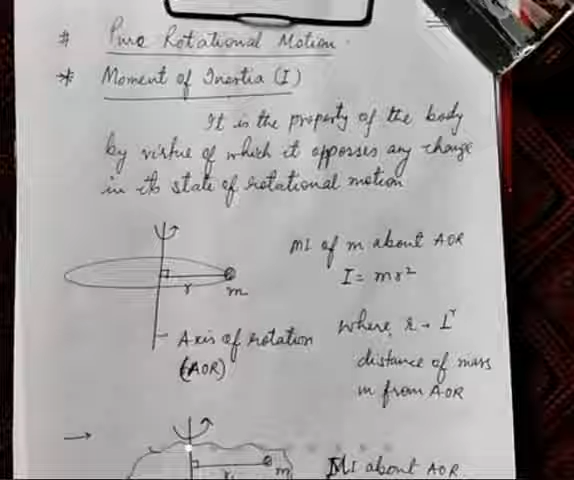 # Pure Rotational Motion.
* Moment of Inertia (I)
It is the property of the body
by virtue of which it opposses any change
in its state of rotational motion
MI of m about AOR
I = mr²
r
m
Axis of rotation
(AOR)
where r → ⊥r
distance of mass
m from AOR
→
r
m
MI about AOR